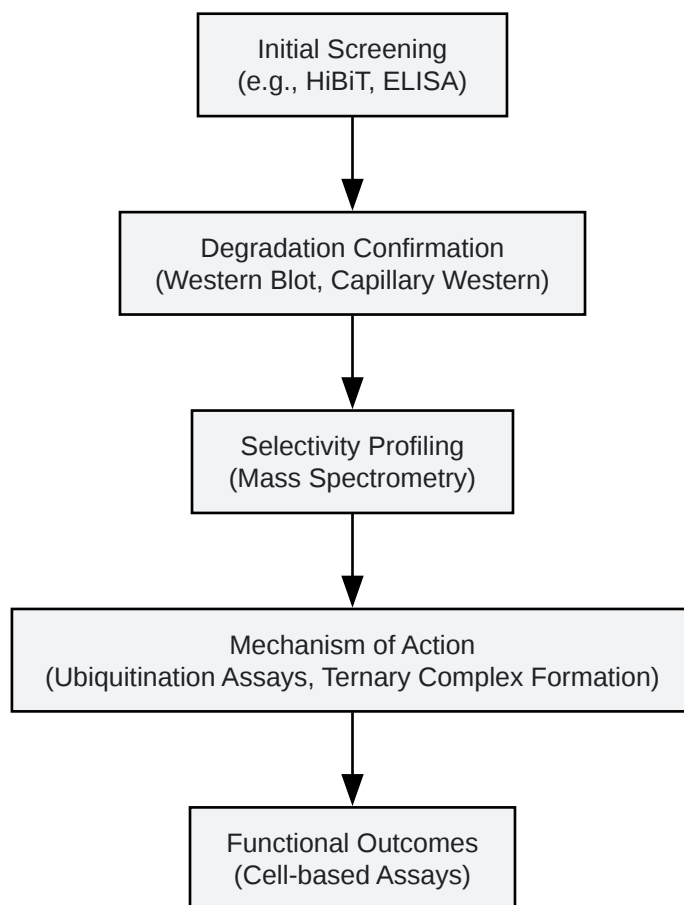 Initial Screening
(e.g., HiBiT, ELISA)
Degradation Confirmation
(Western Blot, Capillary Western)
Selectivity Profiling
(Mass Spectrometry)
Mechanism of Action
(Ubiquitination Assays, Ternary Complex Formation)
Functional Outcomes
(Cell-based Assays)